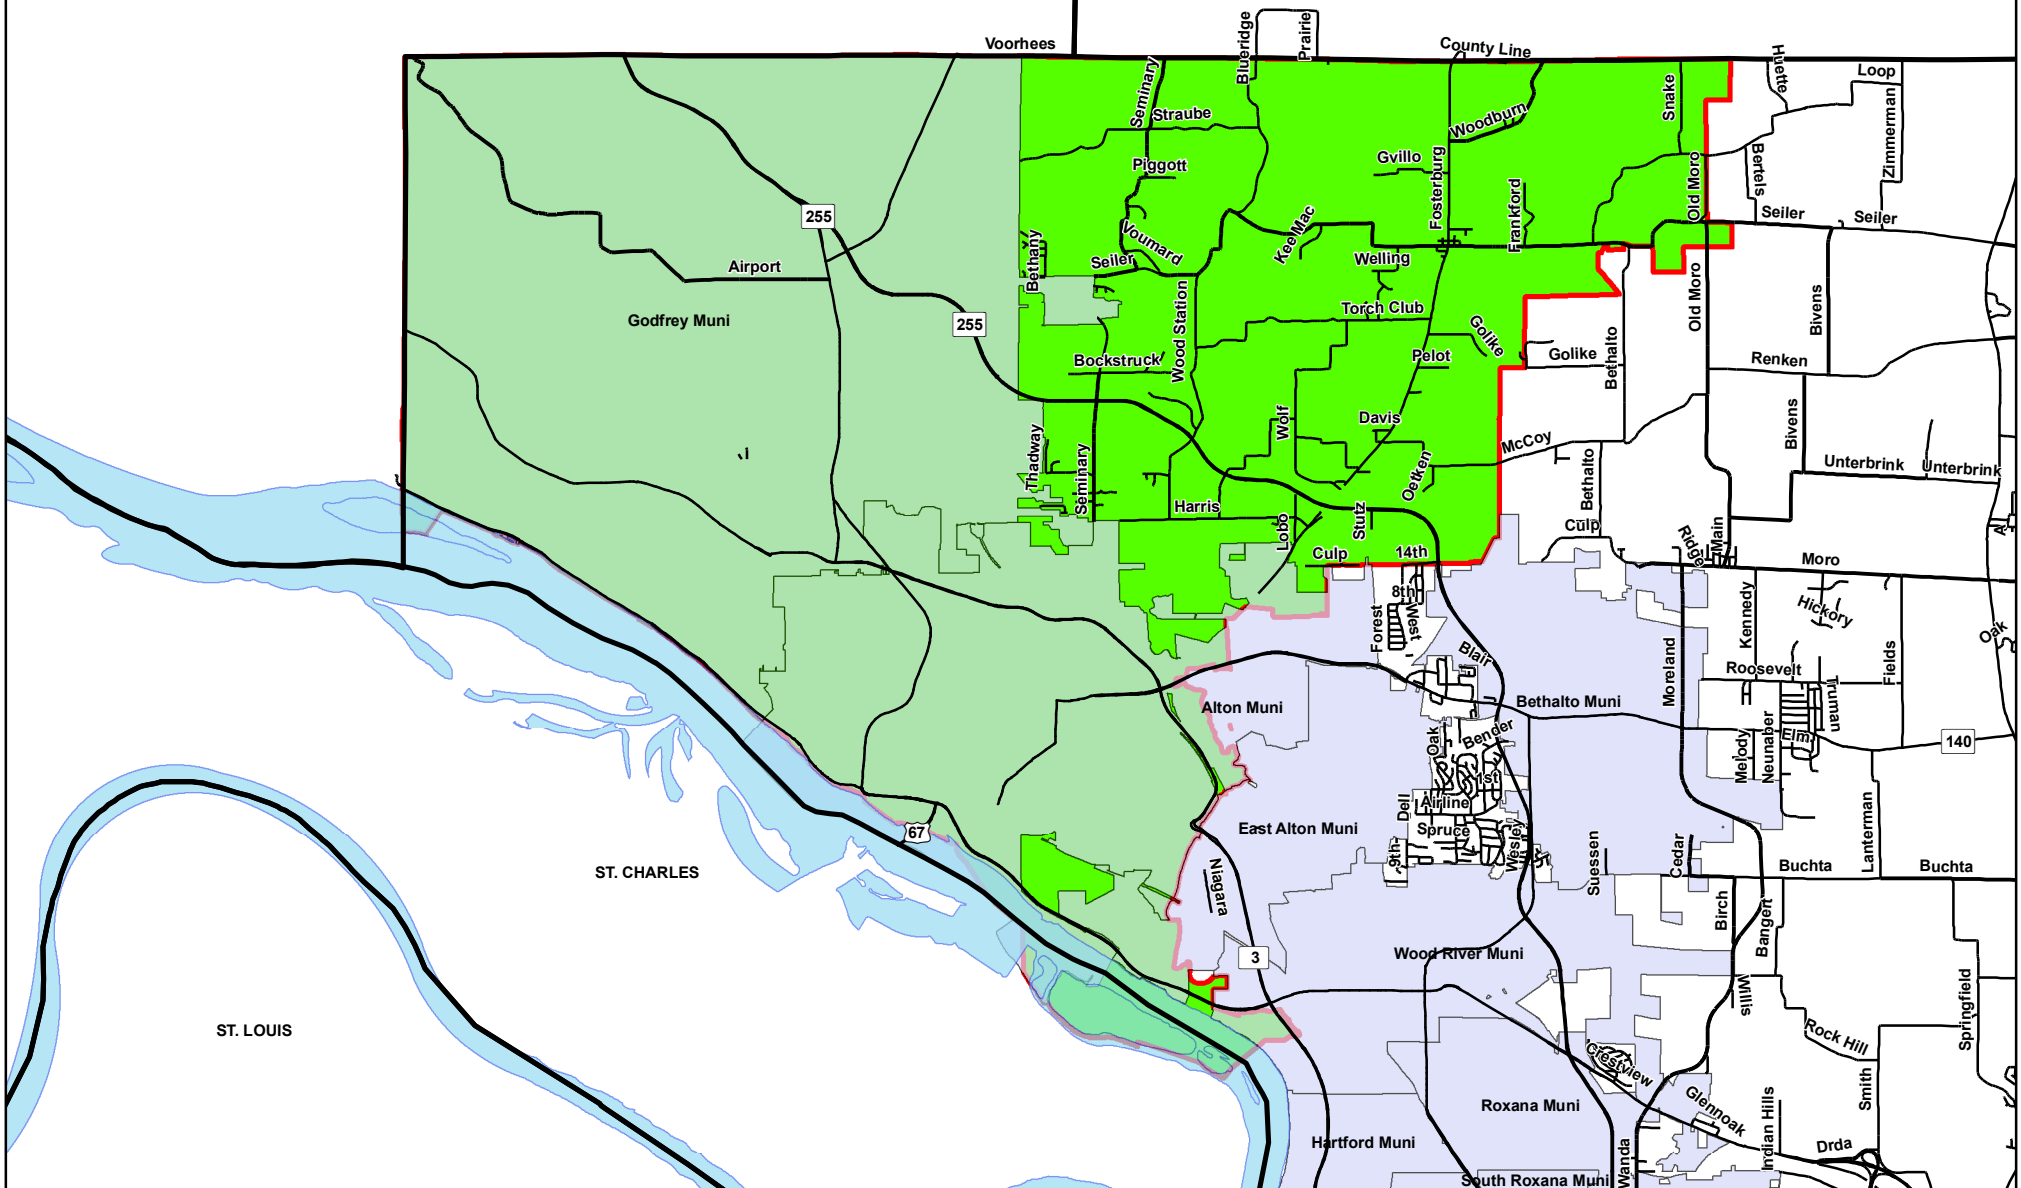 Voorhees
Blueridge
Prairie
County Line
Huette
Loop
Seminary
Straube
Woodburn
Snake
Zimmerman
Piggott
Gvillo
Fosterburg
Frankford
Old Moro
Bertels
255
Seiler
Seiler
Bethany
Voumard
Seiler
Kee Mac
Welling
Airport
Godfrey Muni
255
Wood Station
Torch Club
Golike
Old Moro
Bivens
Bockstruck
Pelot
Golike
Bethalto
Renken
Thadway
Seminary
Wolf
Davis
Oetken
McCoy
Bivens
Bethalto
Unterbrink
Unterbrink
Harris
Lobo
Stutz
Culp
14th
Culp
Ridge
Main
Moro
A
8th
Forest
West
Kennedy
Hickory
Oak
Blair
Moreland
Roosevelt
Fields
Truman
Alton Muni
Bethalto Muni
Oak
Bender
Melody
Neunaber
Elm
140
1st
Dell
Airline
East Alton Muni
Spruce
Wesley
9th
67
ST. CHARLES
Niagara
Suessen
Cedar
Buchta
Lanterman
Buchta
Birch
Bangert
3
Wood River Muni
Willis
Springfield
ST. LOUIS
Rock Hill
Crestview
Smith
Roxana Muni
Glennoak
Indian Hills
Hartford Muni
Wanda
Drda
South Roxana Muni